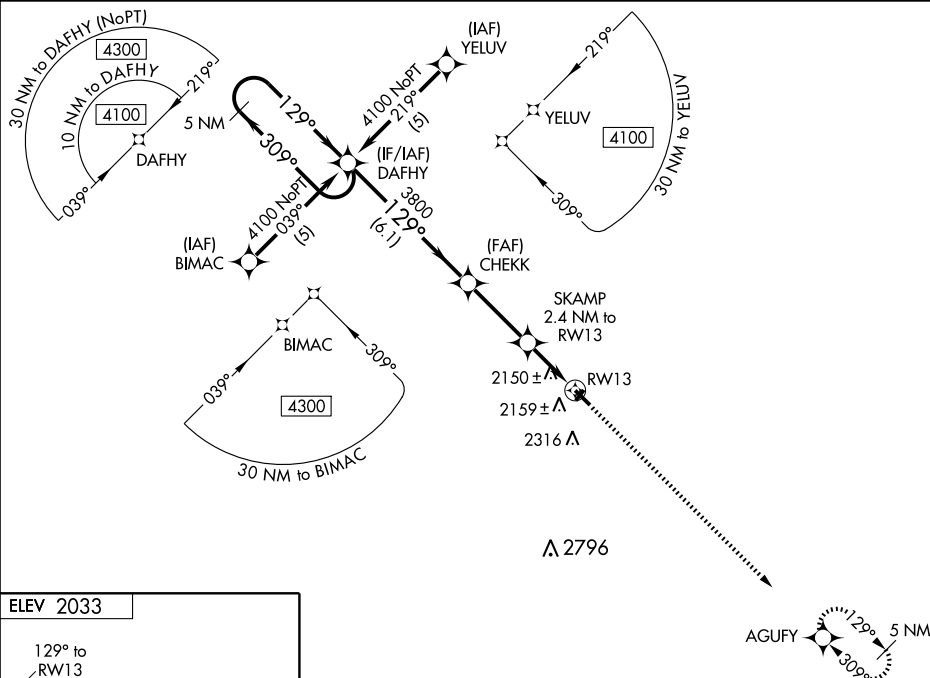 30 NM to DAFHY (NoPT)
4300
10 NM to DAFHY
4100
219°
039°
DAFHY
5 NM
129°
309°
(IAF)
YELUV
4100 NoPT
219°
(5)
(IF/IAF)
DAFHY
4100 NoPT
039°
(5)
(IAF)
BIMAC
3800
129°
(6.1)
(FAF)
CHEKK
SKAMP
2.4 NM to
RW13
RW13
2150 ±
2159 ±
2316
2796
219°
YELUV
4100
309°
30 NM to YELUV
BIMAC
039°
309°
4300
30 NM to BIMAC
AGUFY
129°
309°
5 NM
ELEV 2033
129° to
RW13